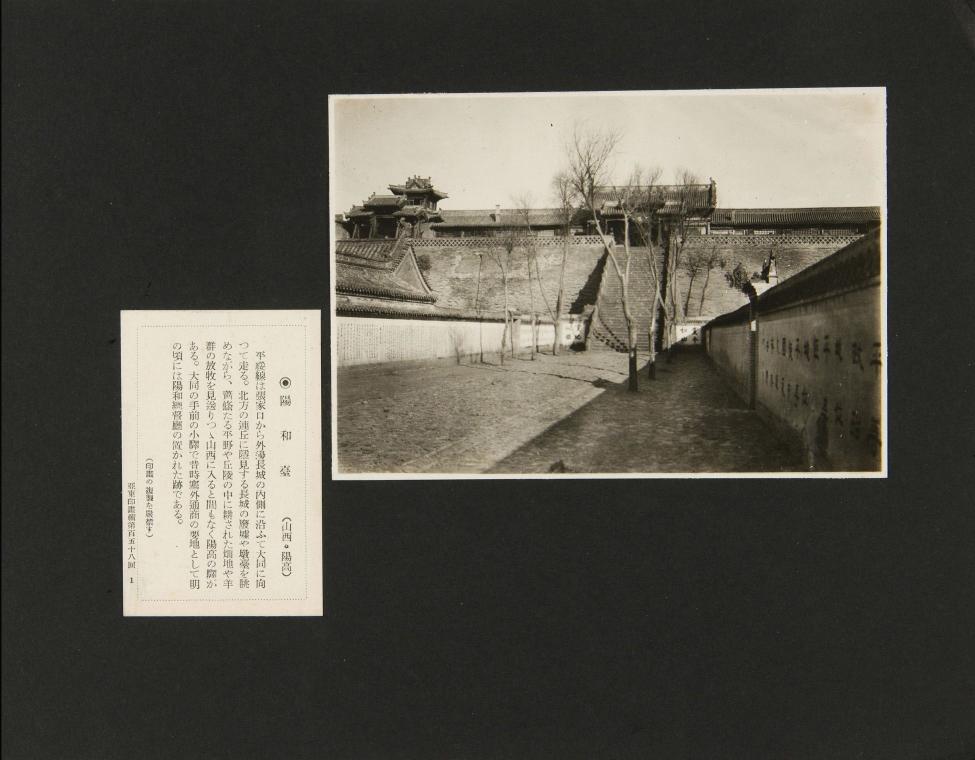 ◉陽和臺 (山西・陽高)
平綏線は張家口から外蒙長城の內側に沿ふて大同に向
つて走る。北方の連丘に隱見する長城の廢墟や墩臺を眺
めながら、蕭條たる平野や丘陵の中に耕された畑地や羊
群の放牧を見送りつゝ山西に入ると間もなく陽高の驛が
ある。大同の手前の小驛で昔時塞外通商の要地として明
の頃には陽和總督廳の置かれた跡である。
(印畫の複製を嚴禁す)
亞東印畫輯第百五十八回 1